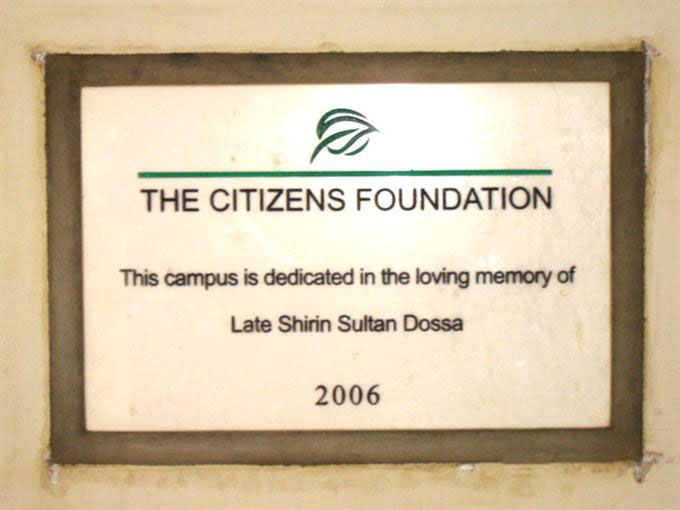 THE CITIZENS FOUNDATION
This campus is dedicated in the loving memory of
Late Shirin Sultan Dossa
2006